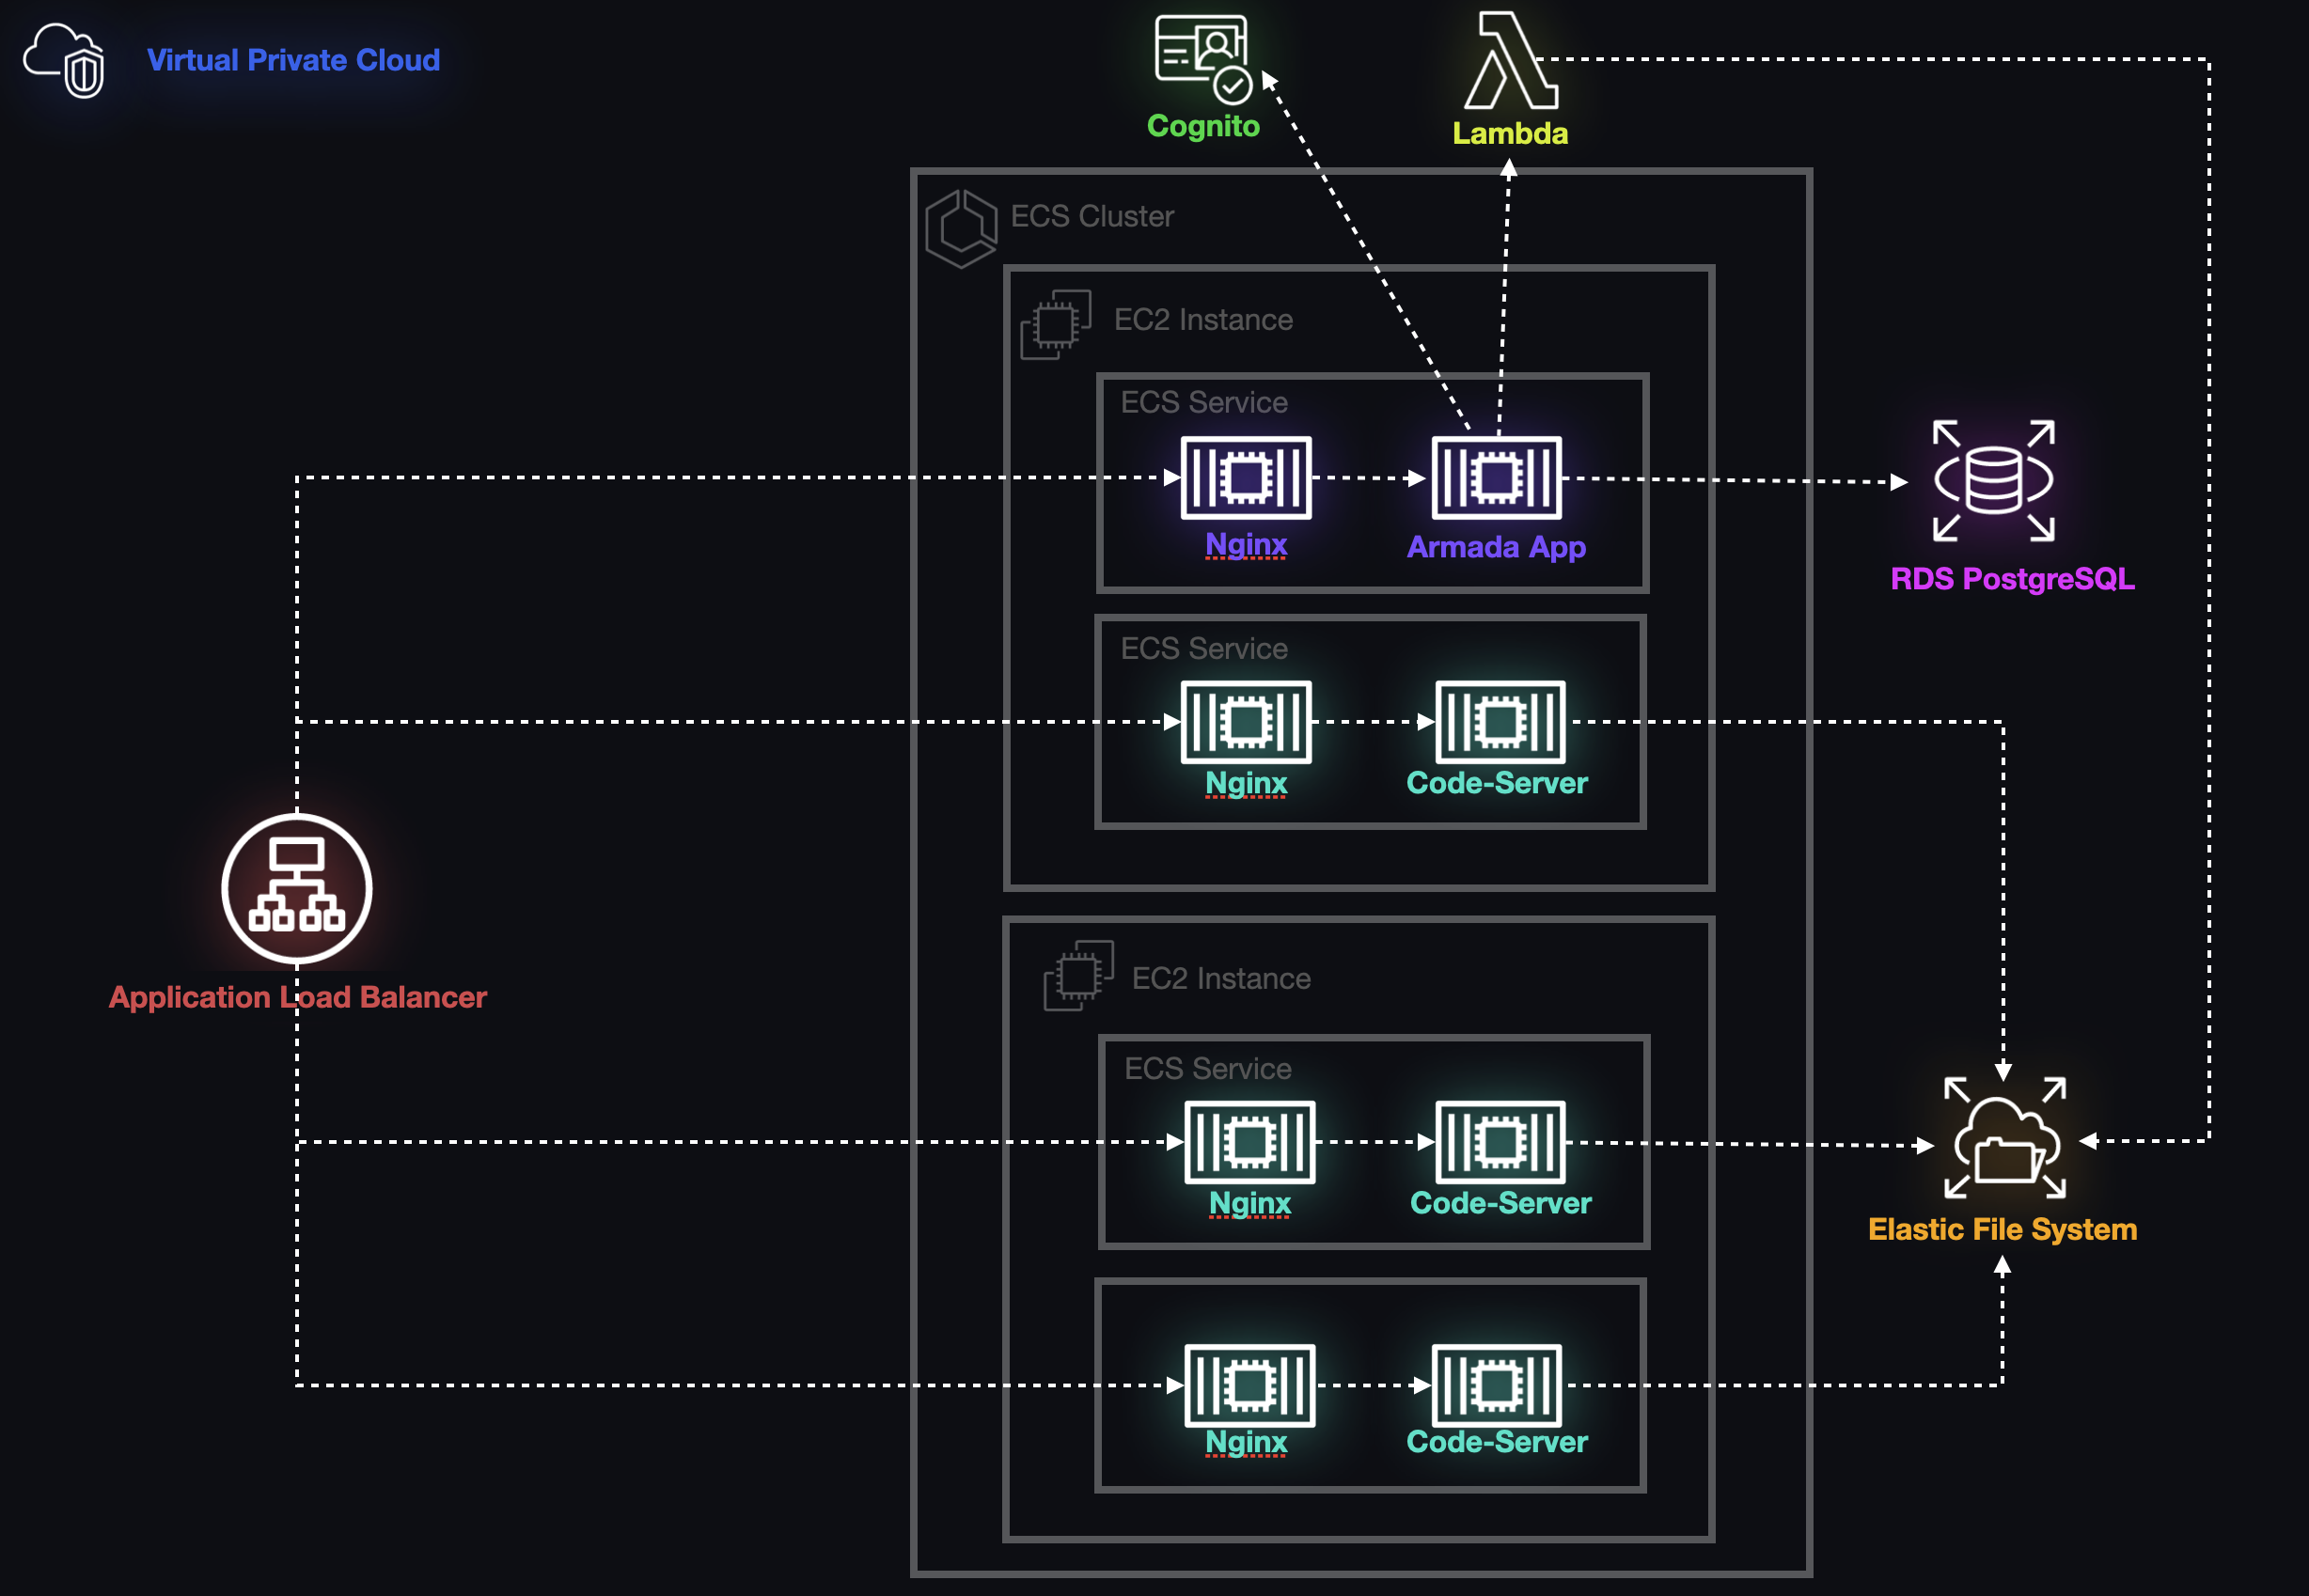 Virtual Private Cloud
Cognito
Lambda
ECS Cluster
EC2 Instance
ECS Service
Nginx
Armada App
RDS PostgreSQL
ECS Service
Nginx
Code-Server
Application Load Balancer
EC2 Instance
ECS Service
Nginx
Code-Server
Elastic File System
Nginx
Code-Server